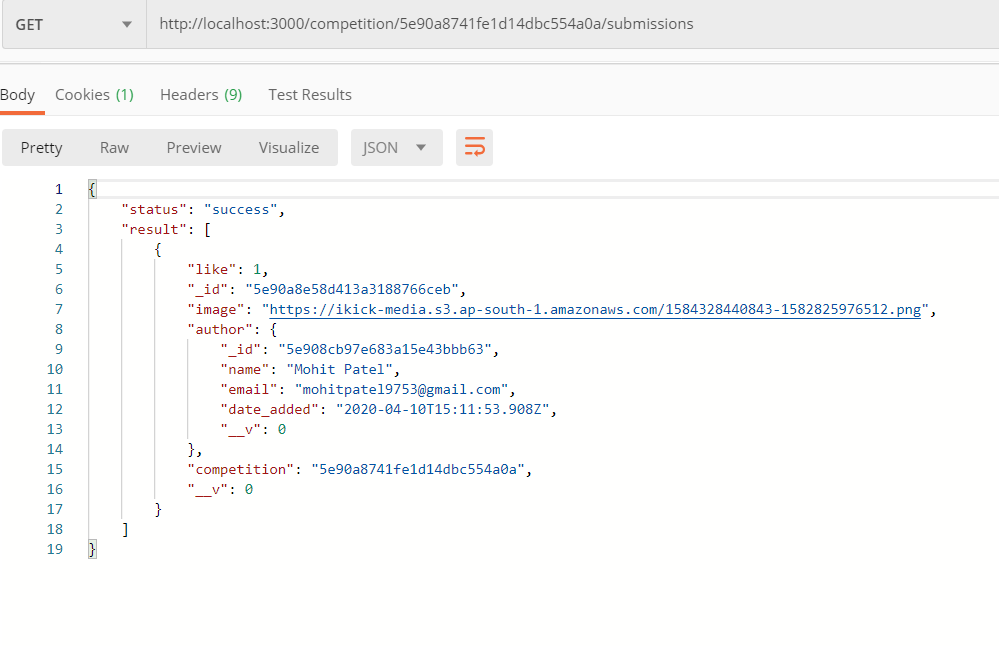 GET http://localhost:3000/competition/5e90a8741fe1d14dbc554a0a/submissions
Body Cookies (1) Headers (9) Test Results
Pretty Raw Preview Visualize JSON
1 {
2 "status": "success",
3 "result": [
4 {
5 "like": 1,
6 "_id": "5e90a8e58d413a3188766ceb",
7 "image": "https://ikick-media.s3.ap-south-1.amazonaws.com/1584328440843-1582825976512.png",
8 "author": {
9 "_id": "5e908cb97e683a15e43bbb63",
10 "name": "Mohit Patel",
11 "email": "mohitpatel9753@gmail.com",
12 "date_added": "2020-04-10T15:11:53.908Z",
13 "__v": 0
14 },
15 "competition": "5e90a8741fe1d14dbc554a0a",
16 "__v": 0
17 }
18 ]
19 }